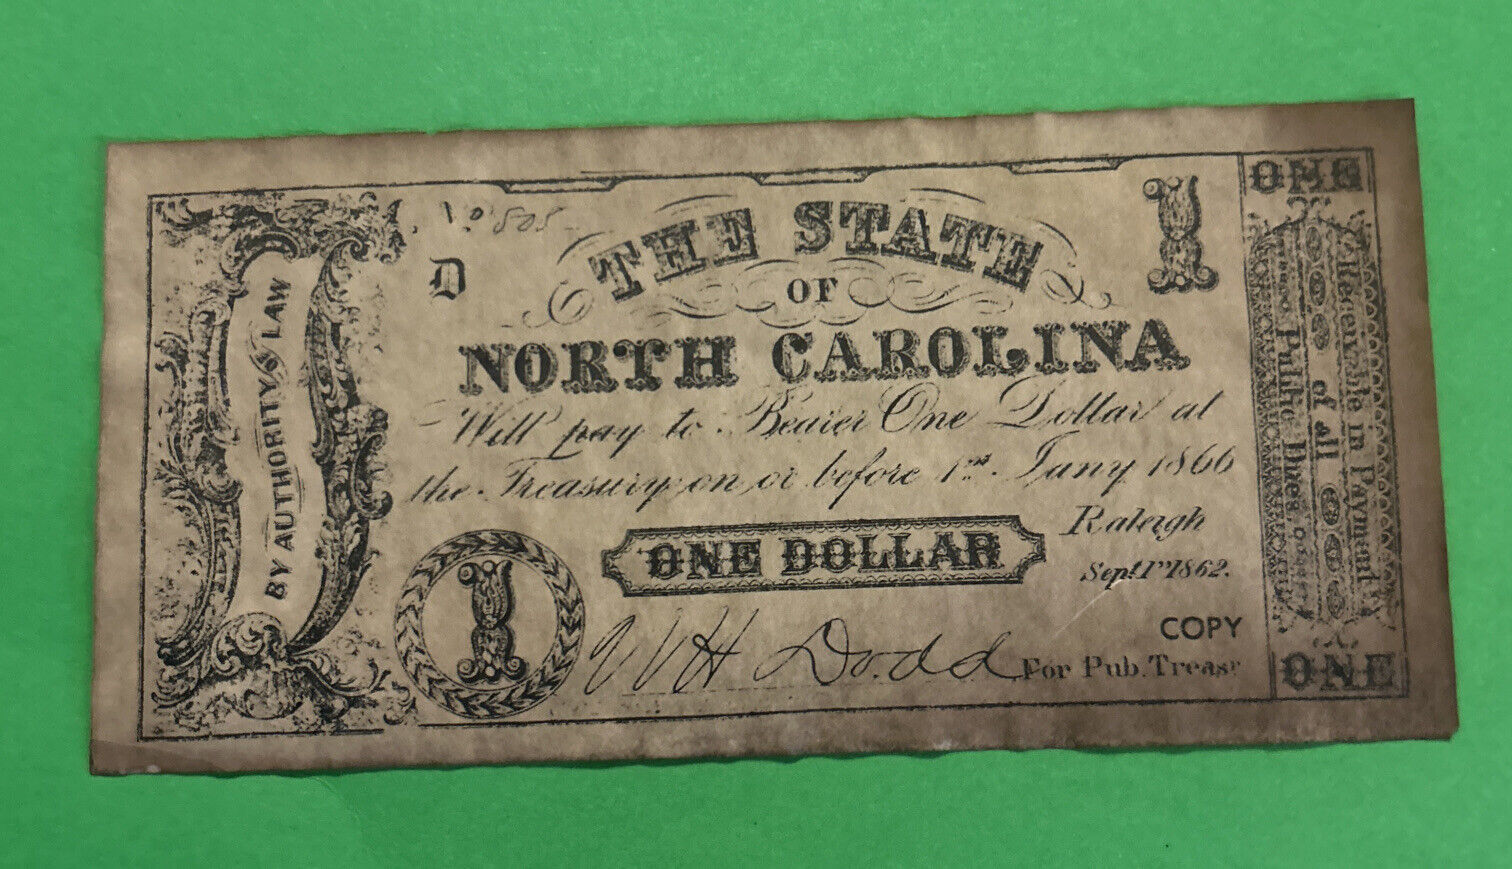 BY AUTHORITY OF LAW
D
THE STATE
OF
NORTH CAROLINA
1
Will pay to Bearer One Dollar at
the Treasury on or before 1st Jany 1866
ONE DOLLAR
Raleigh
Sept. 1st 1862.
1
W H Dodd
COPY
For Pub. Treasr
ONE
Receivable in Payment
of all
Public Dues.
ONE